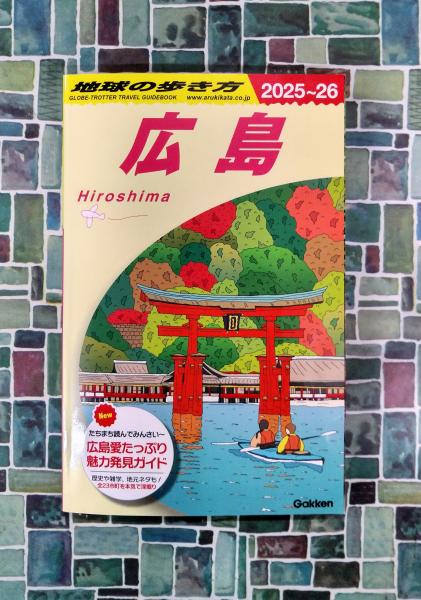 地球の歩き方
GLOBE-TROTTER TRAVEL GUIDEBOOK
www.arukikata.co.jp
2025~26
広島
Hiroshima
New
たちまち読んでみんさい～
広島愛たっぷり
魅力発見ガイド
歴史や雑学、地元ネタも!
全23市町を本気で深掘り
Gakken